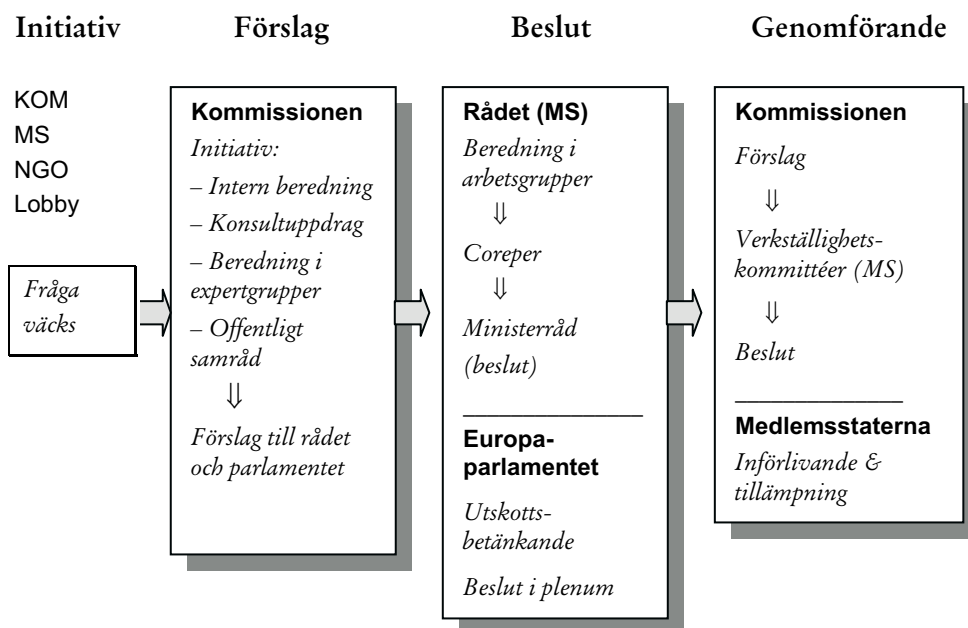 Initiativ
Förslag
Beslut
Genomförande
KOM
MS
NGO
Lobby
Fråga
väcks
Kommissionen
Initiativ:
– Intern beredning
– Konsultuppdrag
– Beredning i
expertgrupper
– Offentligt
samråd
⇓
Förslag till rådet
och parlamentet
Rådet (MS)
Beredning i
arbetsgrupper
⇓
Coreper
⇓
Ministerråd
(beslut)
Europa-
parlamentet
Utskotts-
betänkande
Beslut i plenum
Kommissionen
Förslag
⇓
Verkställighets-
kommittéer (MS)
⇓
Beslut
Medlemsstaterna
Införlivande &
tillämpning